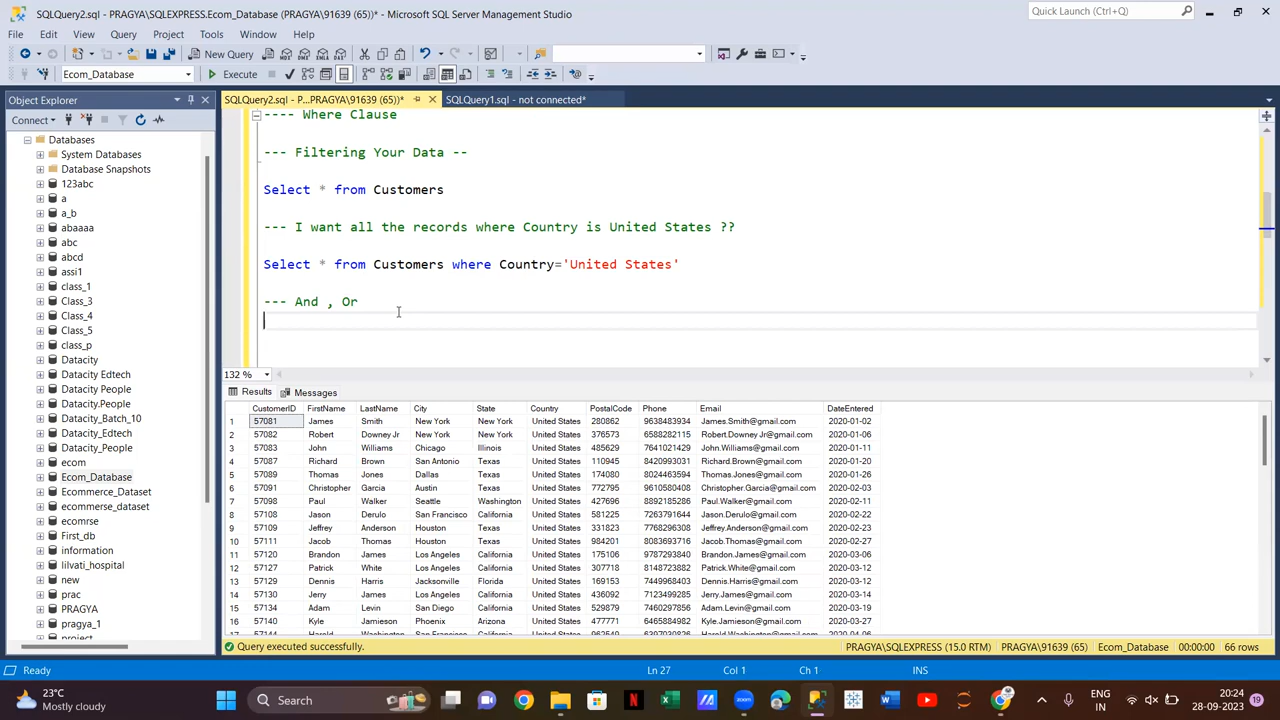 SQLQuery2.sql - PRAGYA\SQLEXPRESS.Ecom_Database (PRAGYA\91639 (65))* - Microsoft SQL Server Management Studio
Quick Launch (Ctrl+Q)
File Edit View Query Project Tools Window Help
New Query
Ecom_Database
Execute
Object Explorer
SQLQuery2.sql - P...PRAGYA\91639 (65))*
SQLQuery1.sql - not connected*
Connect
Databases
System Databases
Database Snapshots
123abc
a
a_b
abaaaa
abc
abcd
assi1
class_1
Class_3
Class_4
Class_5
class_p
Datacity
Datacity Edtech
Datacity People
Datacity.People
Datacity_Batch_10
Datacity_Edtech
Datacity_People
ecom
Ecom_Database
Ecommerce_Dataset
ecommerse_dataset
ecomrse
First_db
information
lilvati_hospital
new
prac
PRAGYA
pragya_1
project
---- Where Clause
--- Filtering Your Data --
Select * from Customers
--- I want all the records where Country is United States ??
Select * from Customers where Country='United States'
--- And , Or
132 %
Results Messages
CustomerID FirstName LastName City State Country PostalCode Phone Email DateEntered
1 57081 James Smith New York New York United States 280862 9638483934 James.Smith@gmail.com 2020-01-02
2 57082 Robert Downey Jr New York New York United States 376573 6588282115 Robert.Downey Jr@gmail.com 2020-01-06
3 57083 John Williams Chicago Illinois United States 485629 7641021429 John.Williams@gmail.com 2020-01-11
4 57087 Richard Brown San Antonio Texas United States 110945 8420993031 Richard.Brown@gmail.com 2020-01-20
5 57089 Thomas Jones Dallas Texas United States 174080 8024463594 Thomas.Jones@gmail.com 2020-01-26
6 57091 Christopher Garcia Austin Texas United States 772795 9610580408 Christopher.Garcia@gmail.com 2020-02-03
7 57098 Paul Walker Seattle Washington United States 427696 8892185286 Paul.Walker@gmail.com 2020-02-11
8 57108 Jason Derulo San Francisco California United States 581225 7263791644 Jason.Derulo@gmail.com 2020-02-22
9 57109 Jeffrey Anderson Houston Texas United States 331823 7768296308 Jeffrey.Anderson@gmail.com 2020-02-23
10 57111 Jacob Thomas Houston Texas United States 984201 8083693716 Jacob.Thomas@gmail.com 2020-02-27
11 57120 Brandon James Los Angeles California United States 175106 9787293840 Brandon.James@gmail.com 2020-03-06
12 57127 Patrick White Los Angeles California United States 307718 8148723882 Patrick.White@gmail.com 2020-03-12
13 57129 Dennis Harris Jacksonville Florida United States 169153 7449968403 Dennis.Harris@gmail.com 2020-03-12
14 57130 Jerry James Los Angeles California United States 436092 7123499285 Jerry.James@gmail.com 2020-03-14
15 57134 Adam Levin San Diego California United States 529879 7460297856 Adam.Levin@gmail.com 2020-03-19
16 57140 Kyle Jamieson Phoenix Arizona United States 477771 6465884982 Kyle.Jamieson@gmail.com 2020-03-31
17 57144 Harold Washington San Francisco California United States 2020-04-06
Query executed successfully.
PRAGYA\SQLEXPRESS (15.0 RTM) PRAGYA\91639 (65) Ecom_Database 00:00:00 66 rows
Ready Ln 27 Col 1 Ch 1 INS
23°C
Mostly cloudy
Search
ENG
IN
20:24
28-09-2023